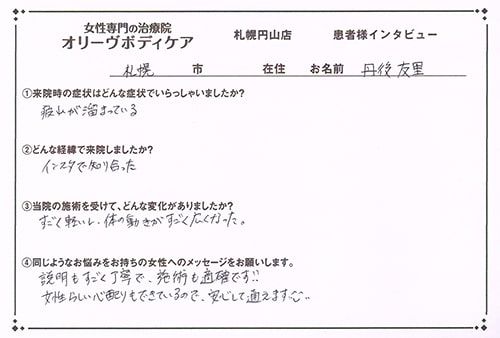 女性専門の治療院
オリーヴボディケア 札幌円山店 患者様インタビュー
札幌 市 在住 お名前 丹後友里
①来院時の症状はどんな症状でいらっしゃいましたか?
疲れが溜まっている
②どんな経緯で来院しましたか?
インスタで知り合った
③当院の施術を受けて、どんな変化がありましたか?
すごく軽いし、体の動きがすごく広くなった。
④同じようなお悩みをお持ちの女性へのメッセージをお願いします。
説明もすごく丁寧で、施術も適確です!!
女性らしい心配りもできているので、安心して通えます